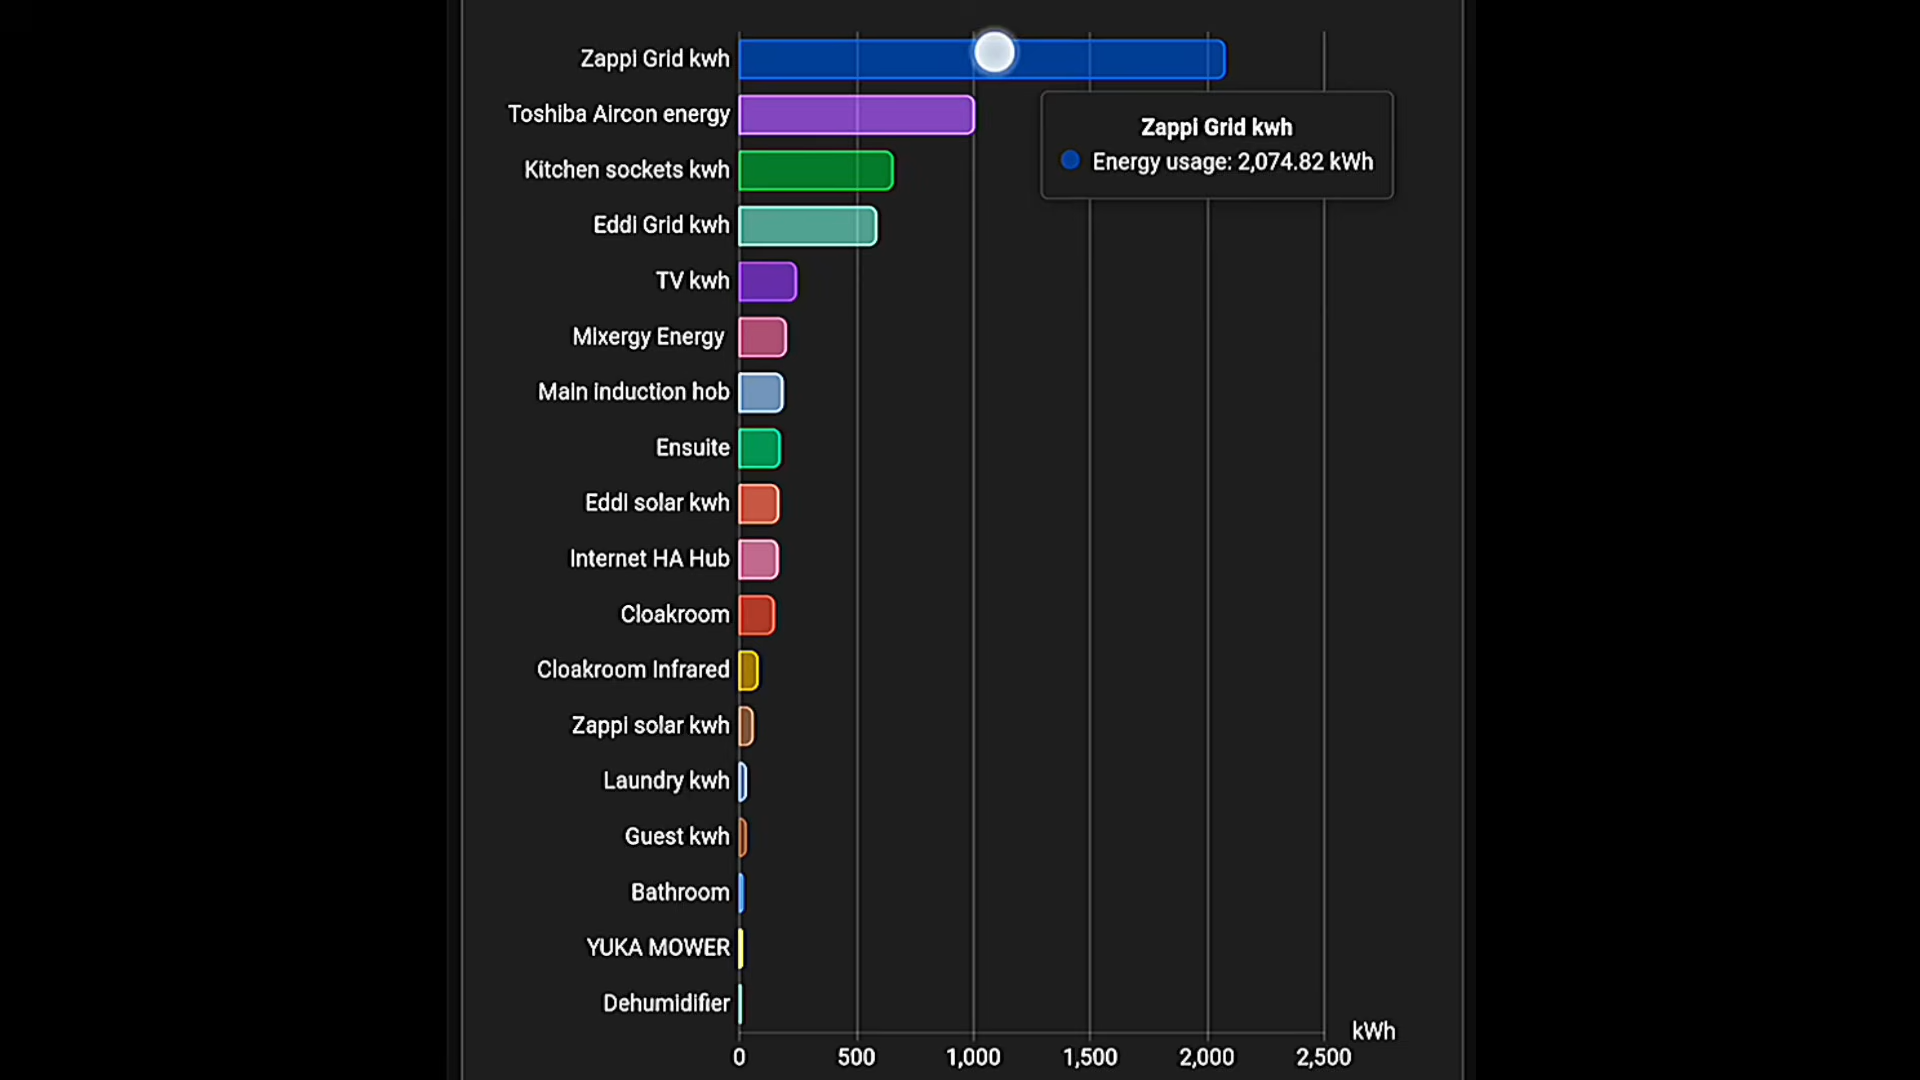 Zappi Grid kwh
Toshiba Aircon energy
Zappi Grid kwh
Energy usage: 2,074.82 kWh
Kitchen sockets kwh
Eddi Grid kwh
TV kwh
Mixergy Energy
Main induction hob
Ensuite
Eddi solar kwh
Internet HA Hub
Cloakroom
Cloakroom Infrared
Zappi solar kwh
Laundry kwh
Guest kwh
Bathroom
YUKA MOWER
Dehumidifier
kWh
0 500 1,000 1,500 2,000 2,500